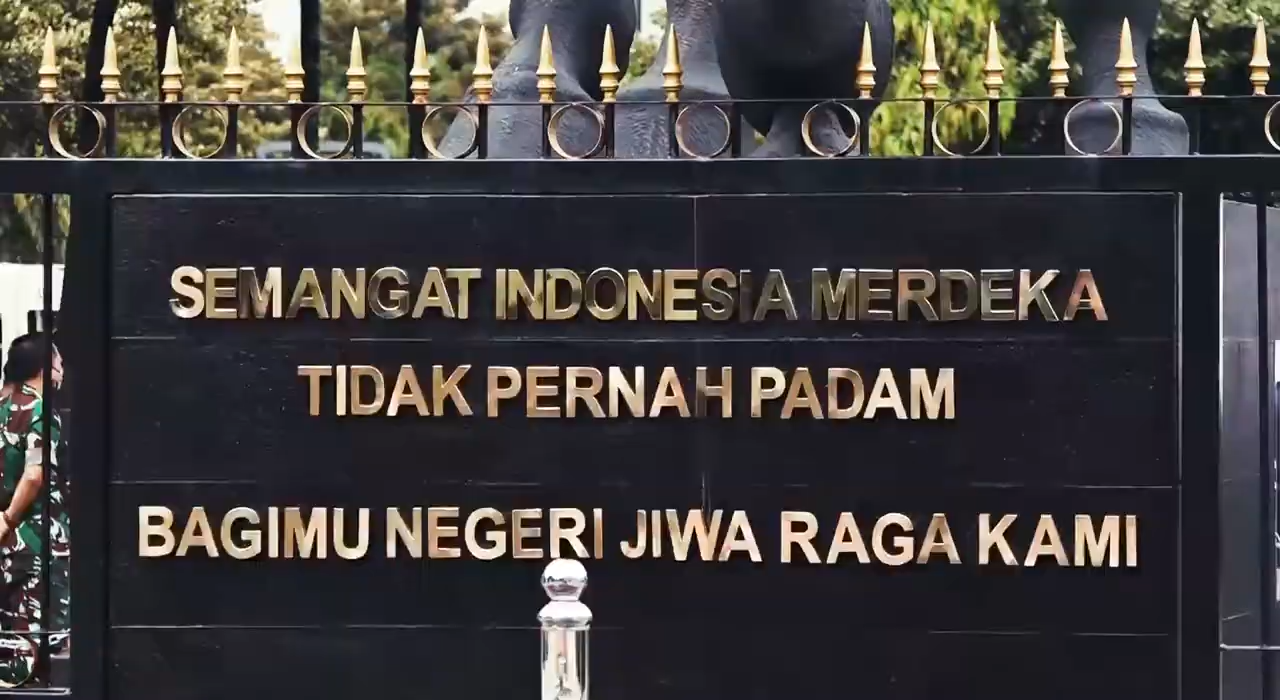 SEMANGAT INDONESIA MERDEKA
TIDAK PERNAH PADAM
BAGIMU NEGERI JIWA RAGA KAMI